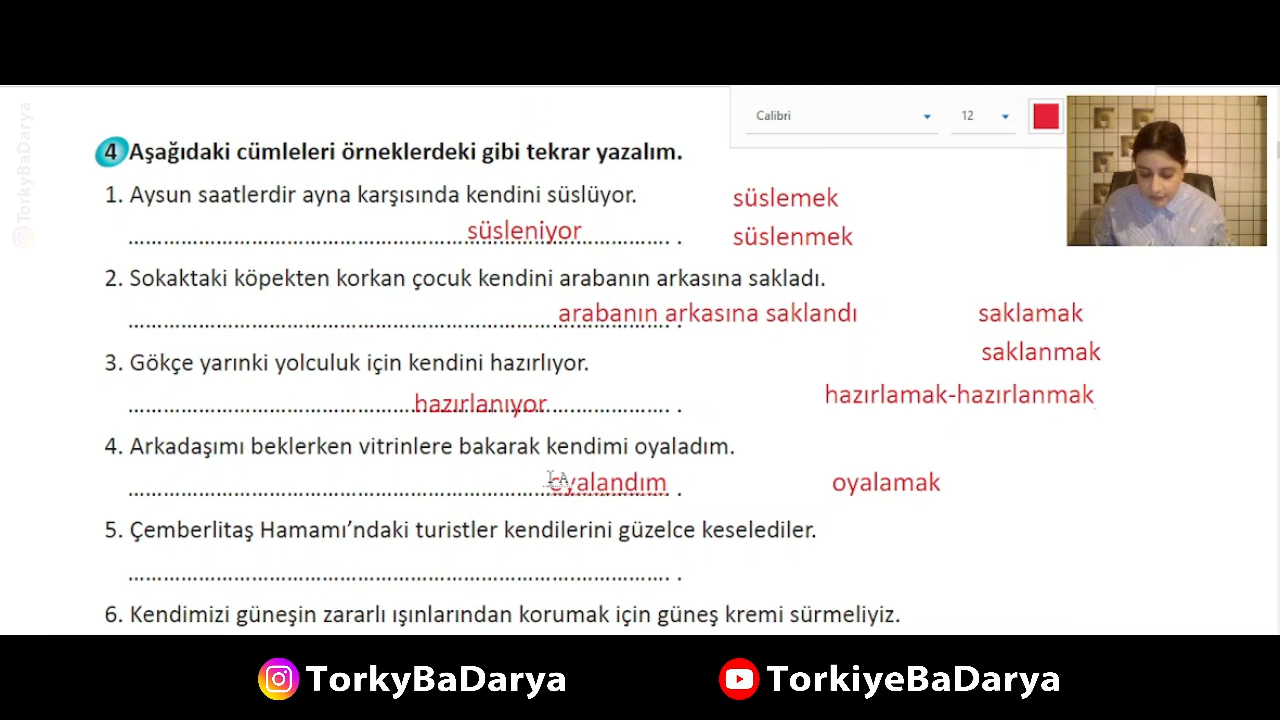 TorkyBaDarya
Calibri 12
4 Aşağıdaki cümleleri örneklerdeki gibi tekrar yazalım.
1. Aysun saatlerdir ayna karşısında kendini süslüyor. süslemek
süsleniyor süslenmek
2. Sokaktaki köpekten korkan çocuk kendini arabanın arkasına sakladı.
arabanın arkasına saklandı saklamak
saklanmak
3. Gökçe yarınki yolculuk için kendini hazırlıyor.
hazırlanıyor hazırlamak-hazırlanmak
4. Arkadaşımı beklerken vitrinlere bakarak kendimi oyaladım.
oyalandım oyalamak
5. Çemberlitaş Hamamı’ndaki turistler kendilerini güzelce keselediler.
6. Kendimizi güneşin zararlı ışınlarından korumak için güneş kremi sürmeliyiz.
TorkyBaDarya TorkiyeBaDarya